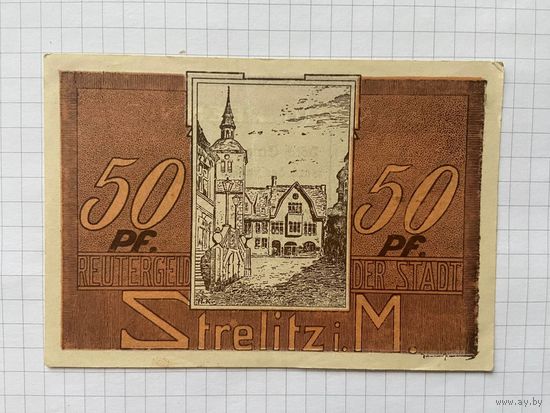 50 50
Pf. Pf.
REUTERGELD DER STADT
Strelitz i. M.
www.ay.by